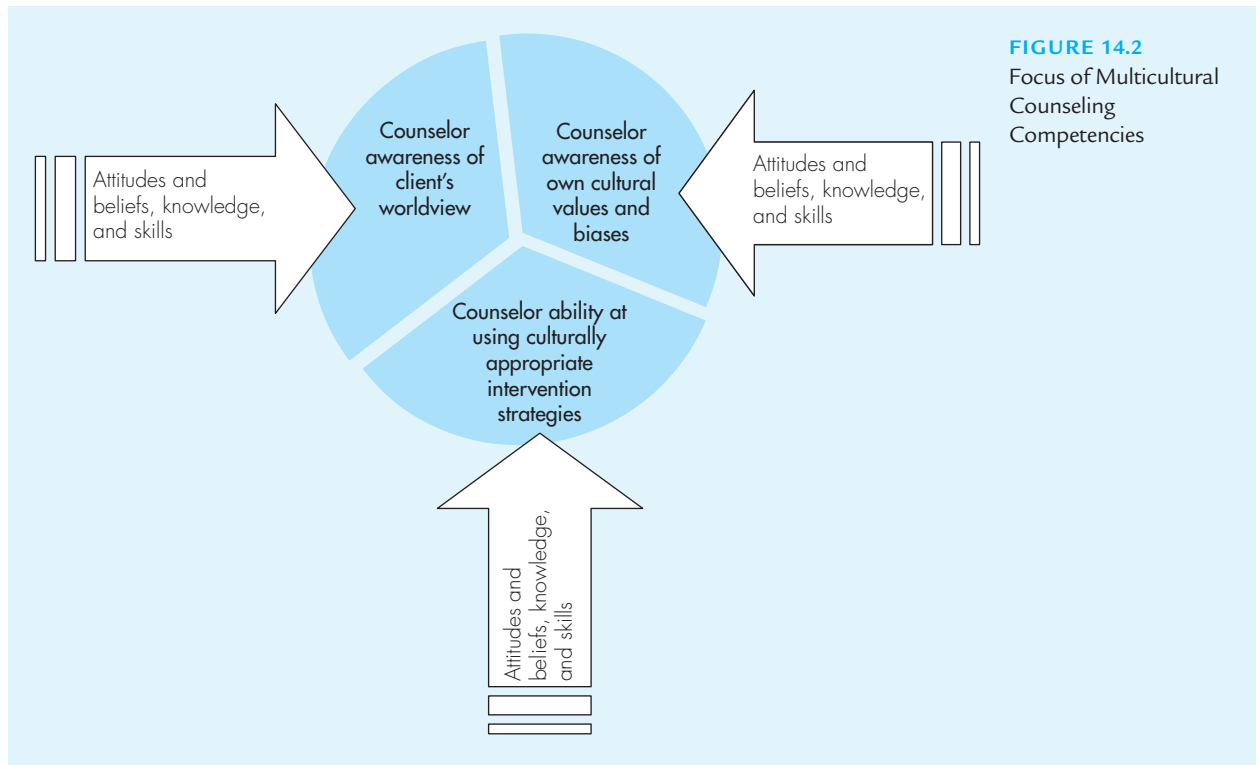 FIGURE 14.2
Focus of Multicultural
Counseling
Competencies
Counselor
awareness of
client's
worldview
Counselor
awareness of
own cultural
values and
biases
Counselor ability at
using culturally
appropriate
intervention
strategies
Attitudes and
beliefs, knowledge,
and skills
Attitudes and
beliefs, knowledge,
and skills
Attitudes and
beliefs, knowledge,
and skills